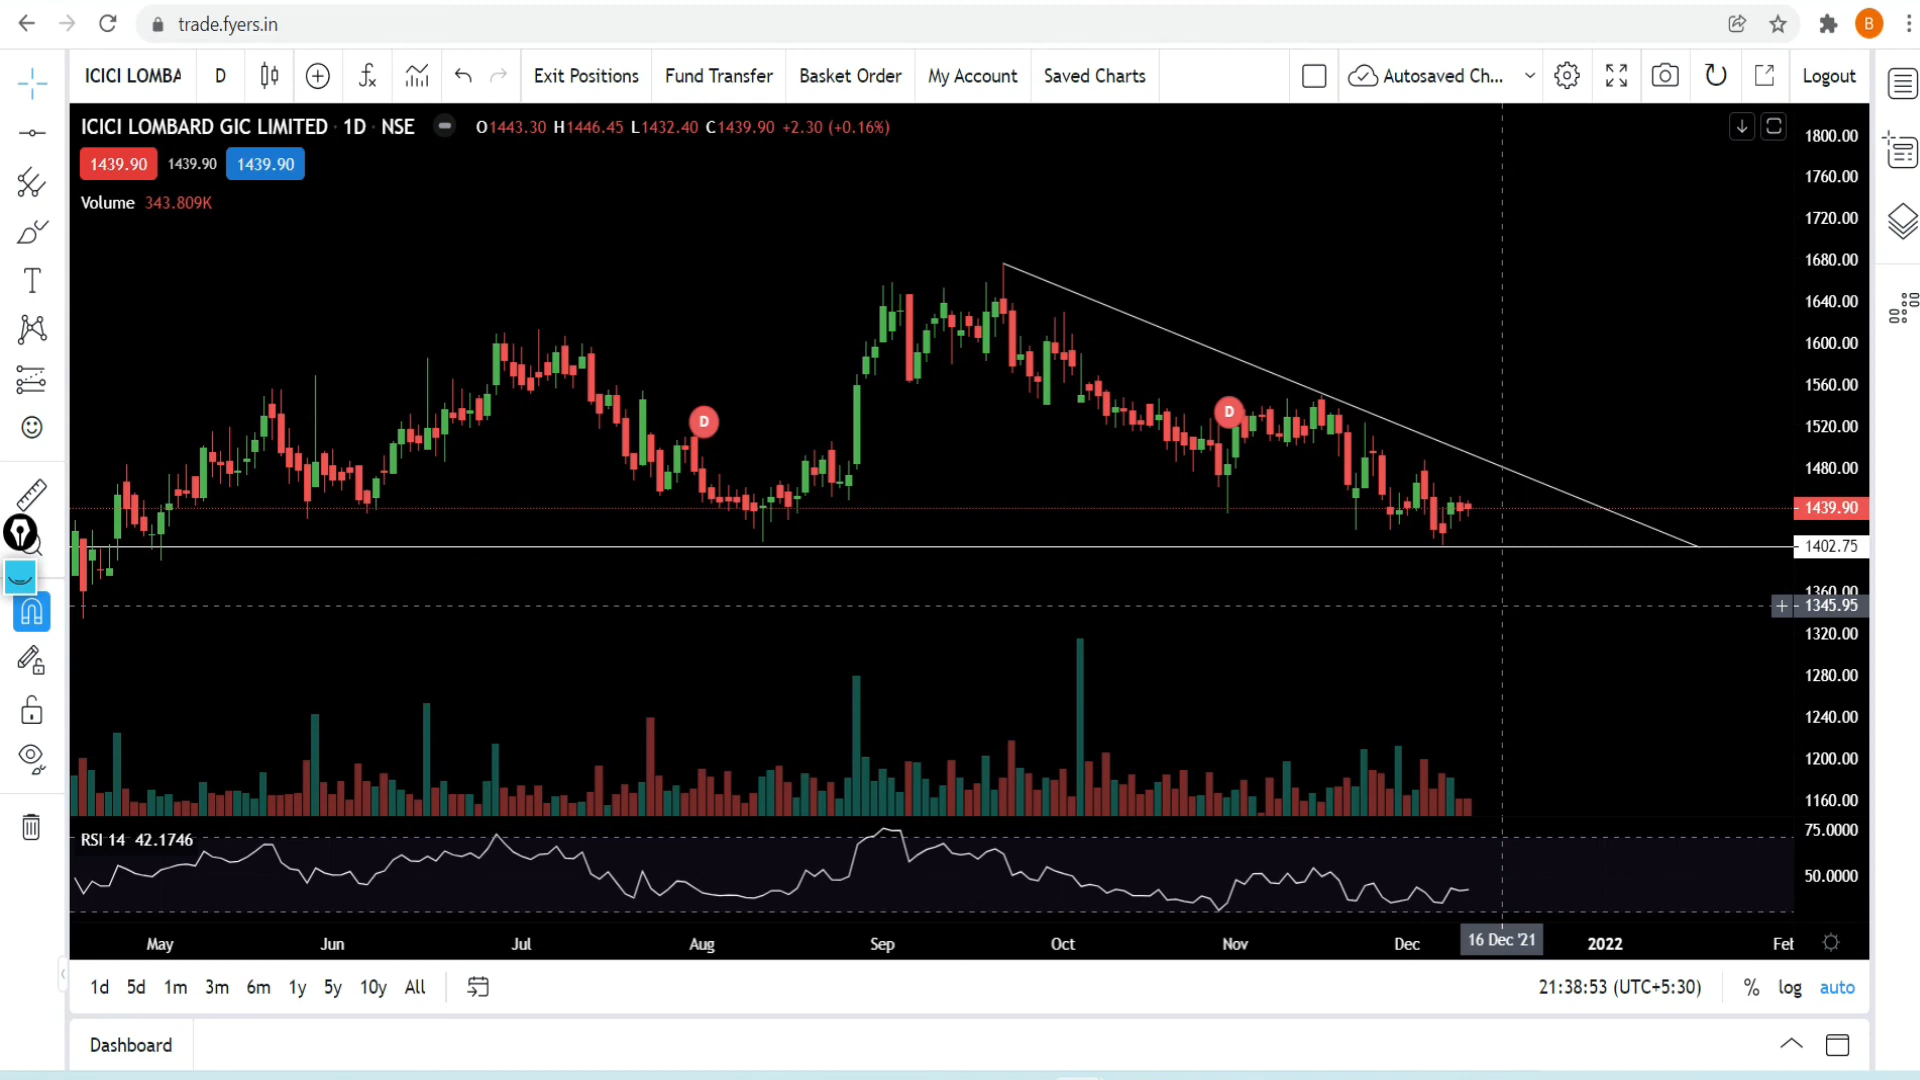 trade.fyers.in
B
ICICI LOMBA D Exit Positions Fund Transfer Basket Order My Account Saved Charts Autosaved Ch... Logout
ICICI LOMBARD GIC LIMITED · 1D · NSE O1443.30 H1446.45 L1432.40 C1439.90 +2.30 (+0.16%)
1439.90 1439.90 1439.90
Volume 343.809K
1800.00
1760.00
1720.00
1680.00
1640.00
1600.00
1560.00
D D
1520.00
1480.00
1439.90
1402.75
1360.00
1345.95
1320.00
1280.00
1240.00
1200.00
1160.00
RSI 14 42.1746
75.0000
50.0000
May Jun Jul Aug Sep Oct Nov Dec 16 Dec '21 2022 Fet
1d 5d 1m 3m 6m 1y 5y 10y All 21:38:53 (UTC+5:30) % log auto
Dashboard